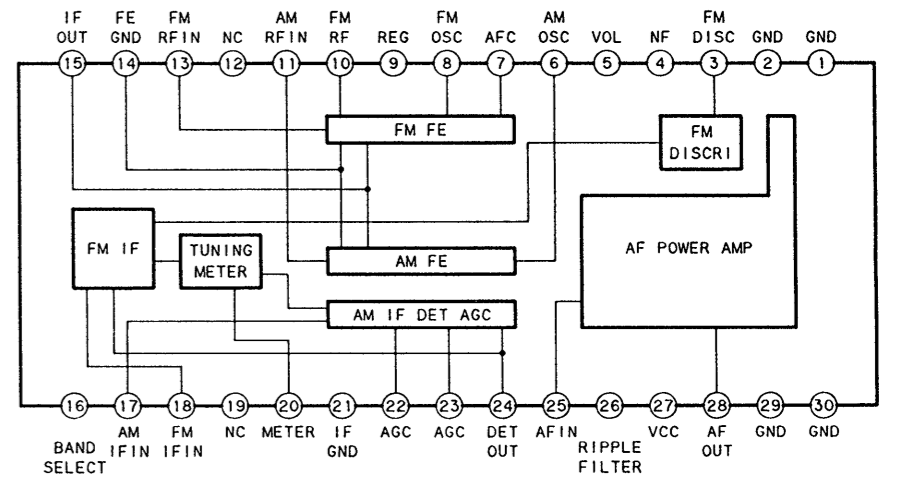 IF FE FM AM FM FM AM FM
OUT GND RFIN NC RFIN RF REG OSC AFC OSC VOL NF DISC GND GND
15 14 13 12 11 10 9 8 7 6 5 4 3 2 1
FM FE
FM
DISCRI
FM IF
TUNING
METER
AM FE
AF POWER AMP
AM IF DET AGC
16 17 18 19 20 21 22 23 24 25 26 27 28 29 30
BAND
SELECT
AM
IFIN
FM
IFIN
NC
METER
IF
GND
AGC
AGC
DET
OUT
AFIN
RIPPLE
FILTER
VCC
AF
OUT
GND
GND